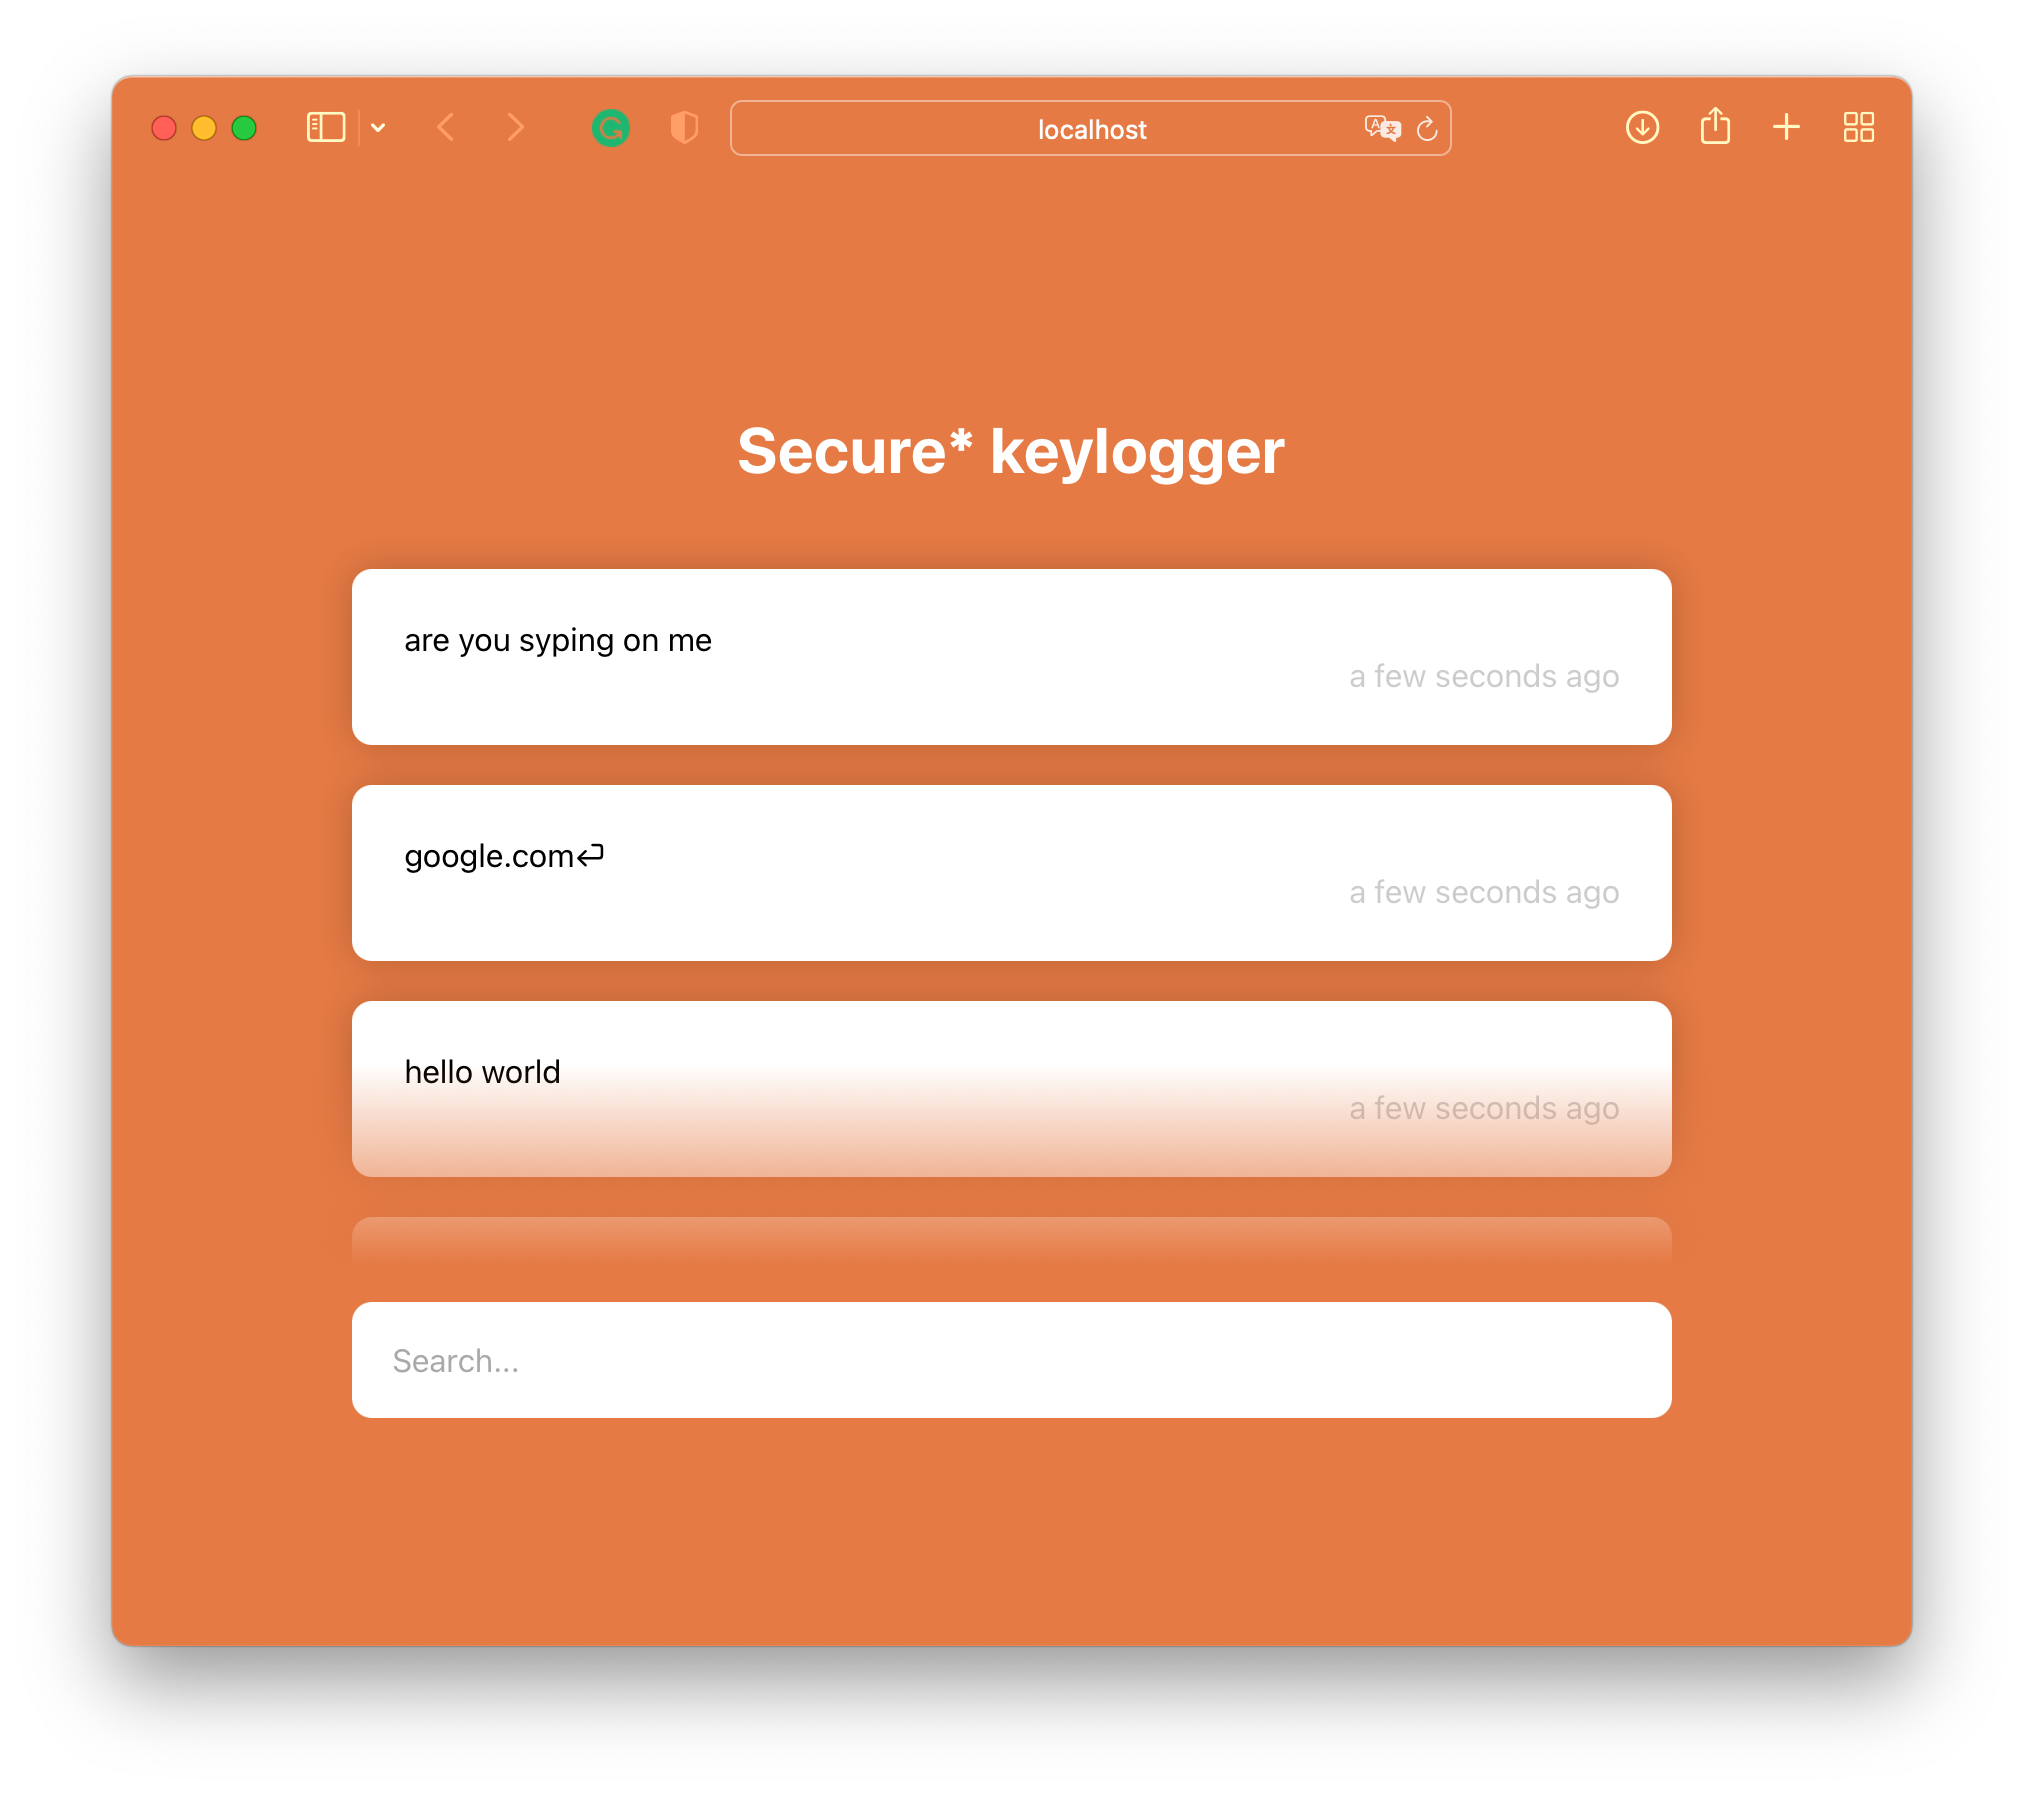 localhost
Secure* keylogger
are you syping on me
a few seconds ago
google.com⏎
a few seconds ago
hello world
a few seconds ago
Search...